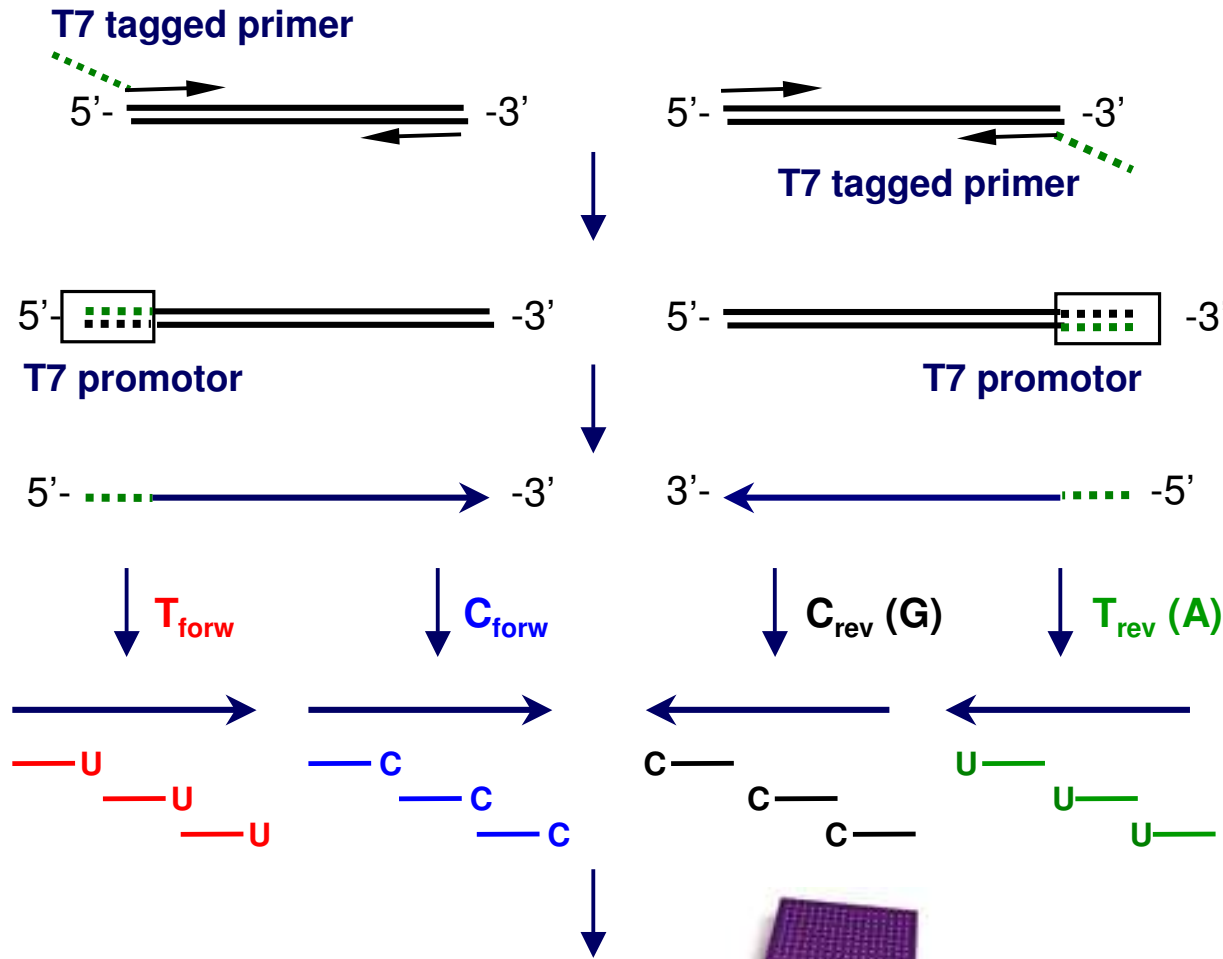 T7 tagged primer
5'- -3' 5'- -3'
T7 tagged primer
5'- -3' 5'- -3
T7 promotor T7 promotor
5'- -3' 3'- -5'
Tforw Cforw Crev (G) Trev (A)
U C C U
U C C U
U C C U